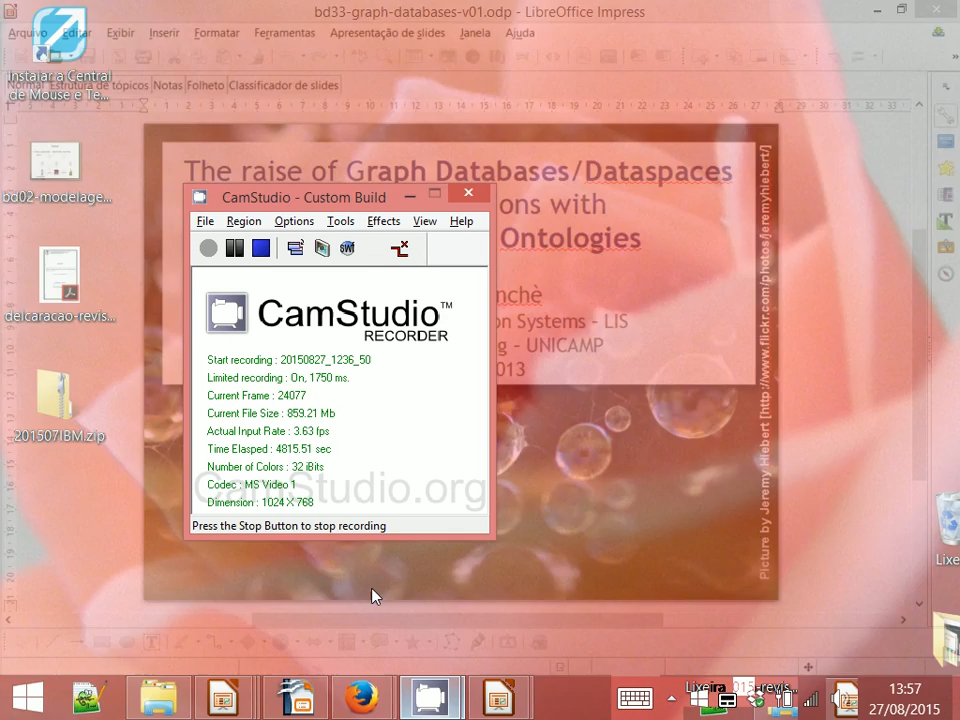 bd33-graph-databases-v01.odp - LibreOffice Impress
Arquivo Editar Exibir Inserir Formatar Ferramentas Apresentação de slides Janela Ajuda
Normal Estrutura de tópicos Notas Folheto Classificador de slides
Instalar a Central
de Mouse e Te...
bd02-modelage...
201507IBM.zip
The raise of Graph Databases/Dataspaces
ons with
Ontologies
nchè
on Systems - LIS
g - UNICAMP
013
Picture by Jeremy Hiebert [http://www.flickr.com/photos/jeremyhiebert/]
CamStudio - Custom Build
File Region Options Tools Effects View Help
CamStudio™
RECORDER
Start recording : 20150827_1236_50
Limited recording : On, 1750 ms.
Current Frame : 24077
Current File Size : 859.21 Mb
Actual Input Rate : 3.63 fps
Time Elasped : 4815.51 sec
Number of Colors : 32 iBits
Codec : MS Video 1
Dimension : 1024 X 768
CamStudio.org
Press the Stop Button to stop recording
Lixe
Lixeira
13:57
27/08/2015